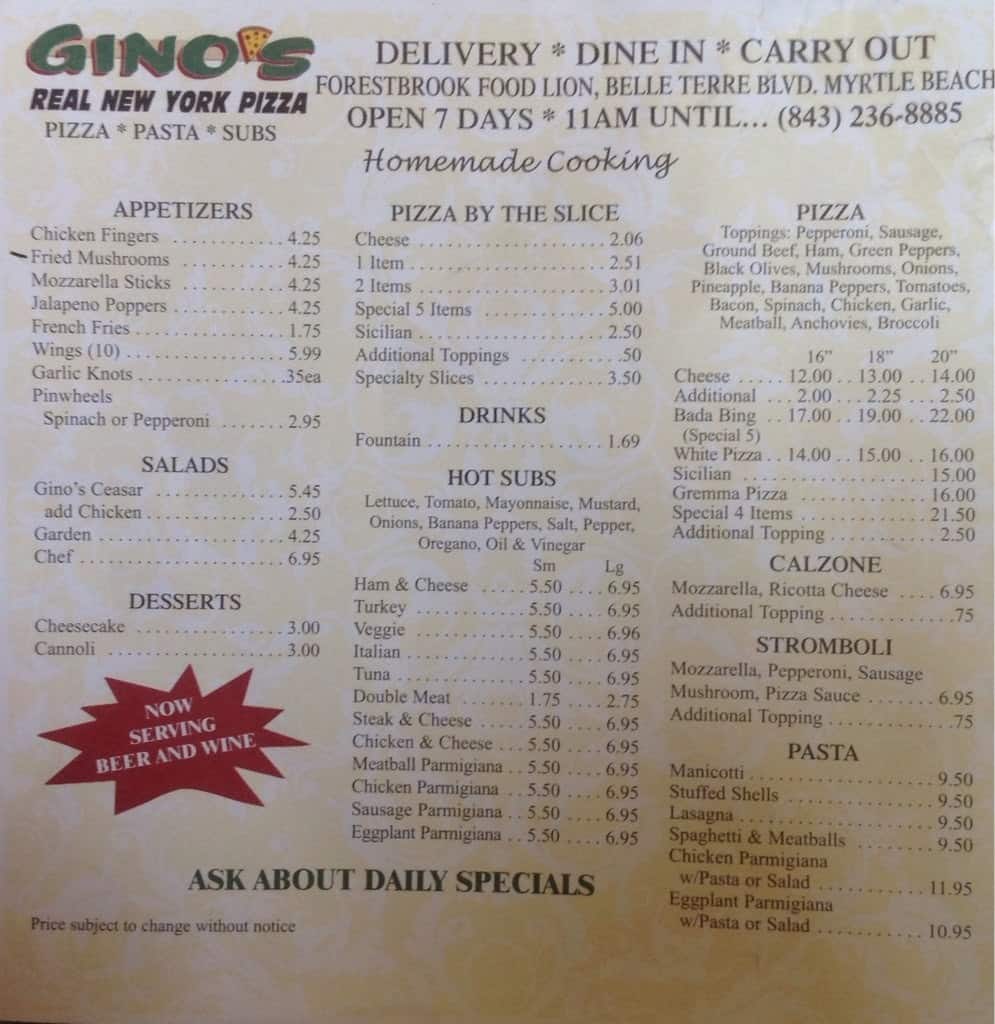 GINO'S
REAL NEW YORK PIZZA
PIZZA * PASTA * SUBS
DELIVERY * DINE IN * CARRY OUT
FORESTBROOK FOOD LION, BELLE TERRE BLVD. MYRTLE BEACH
OPEN 7 DAYS * 11AM UNTIL... (843) 236-8885
Homemade Cooking
APPETIZERS
Chicken Fingers ............ 4.25
Fried Mushrooms ......... 4.25
Mozzarella Sticks ......... 4.25
Jalapeno Poppers ......... 4.25
French Fries ................ 1.75
Wings (10) ................. 5.99
Garlic Knots ............... .35ea
Pinwheels
Spinach or Pepperoni ....... 2.95
SALADS
Gino's Ceasar .............. 5.45
add Chicken ............... 2.50
Garden .................... 4.25
Chef ...................... 6.95
DESSERTS
Cheesecake ................ 3.00
Cannoli ................... 3.00
NOW
SERVING
BEER AND WINE
PIZZA BY THE SLICE
Cheese .................... 2.06
1 Item .................... 2.51
2 Items ................... 3.01
Special 5 Items ........... 5.00
Sicilian .................. 2.50
Additional Toppings ....... .50
Specialty Slices .......... 3.50
DRINKS
Fountain .................. 1.69
HOT SUBS
Lettuce, Tomato, Mayonnaise, Mustard,
Onions, Banana Peppers, Salt, Pepper,
Oregano, Oil & Vinegar
Sm Lg
Ham & Cheese ..... 5.50 .... 6.95
Turkey ........... 5.50 .... 6.95
Veggie ........... 5.50 .... 6.96
Italian .......... 5.50 .... 6.95
Tuna ............. 5.50 .... 6.95
Double Meat ...... 1.75 .... 2.75
Steak & Cheese ... 5.50 .... 6.95
Chicken & Cheese ... 5.50 .... 6.95
Meatball Parmigiana .. 5.50 .... 6.95
Chicken Parmigiana ... 5.50 .... 6.95
Sausage Parmigiana ... 5.50 .... 6.95
Eggplant Parmigiana .. 5.50 .... 6.95
PIZZA
Toppings: Pepperoni, Sausage,
Ground Beef, Ham, Green Peppers,
Black Olives, Mushrooms, Onions,
Pineapple, Banana Peppers, Tomatoes,
Bacon, Spinach, Chicken, Garlic,
Meatball, Anchovies, Broccoli
16" 18" 20"
Cheese ..... 12.00 .. 13.00 .. 14.00
Additional ... 2.00 ... 2.25 ... 2.50
Bada Bing .. 17.00 .. 19.00 .. 22.00
(Special 5)
White Pizza .. 14.00 .. 15.00 .. 16.00
Sicilian .................. 15.00
Gremma Pizza .............. 16.00
Special 4 Items ........... 21.50
Additional Topping ........ 2.50
CALZONE
Mozzarella, Ricotta Cheese .... 6.95
Additional Topping ............ .75
STROMBOLI
Mozzarella, Pepperoni, Sausage
Mushroom, Pizza Sauce ... 6.95
Additional Topping ........ .75
PASTA
Manicotti ................. 9.50
Stuffed Shells ............ 9.50
Lasagna ................... 9.50
Spaghetti & Meatballs ..... 9.50
Chicken Parmigiana
w/Pasta or Salad .......... 11.95
Eggplant Parmigiana
w/Pasta or Salad .......... 10.95
ASK ABOUT DAILY SPECIALS
Price subject to change without notice